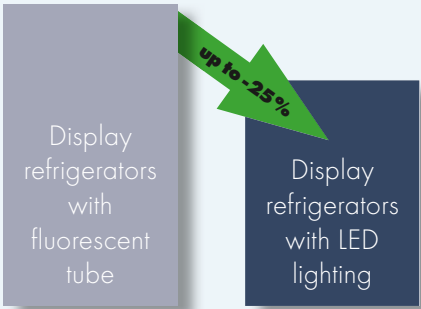 up to -25%
Display
refrigerators
with
fluorescent
tube
Display
refrigerators
with LED
lighting